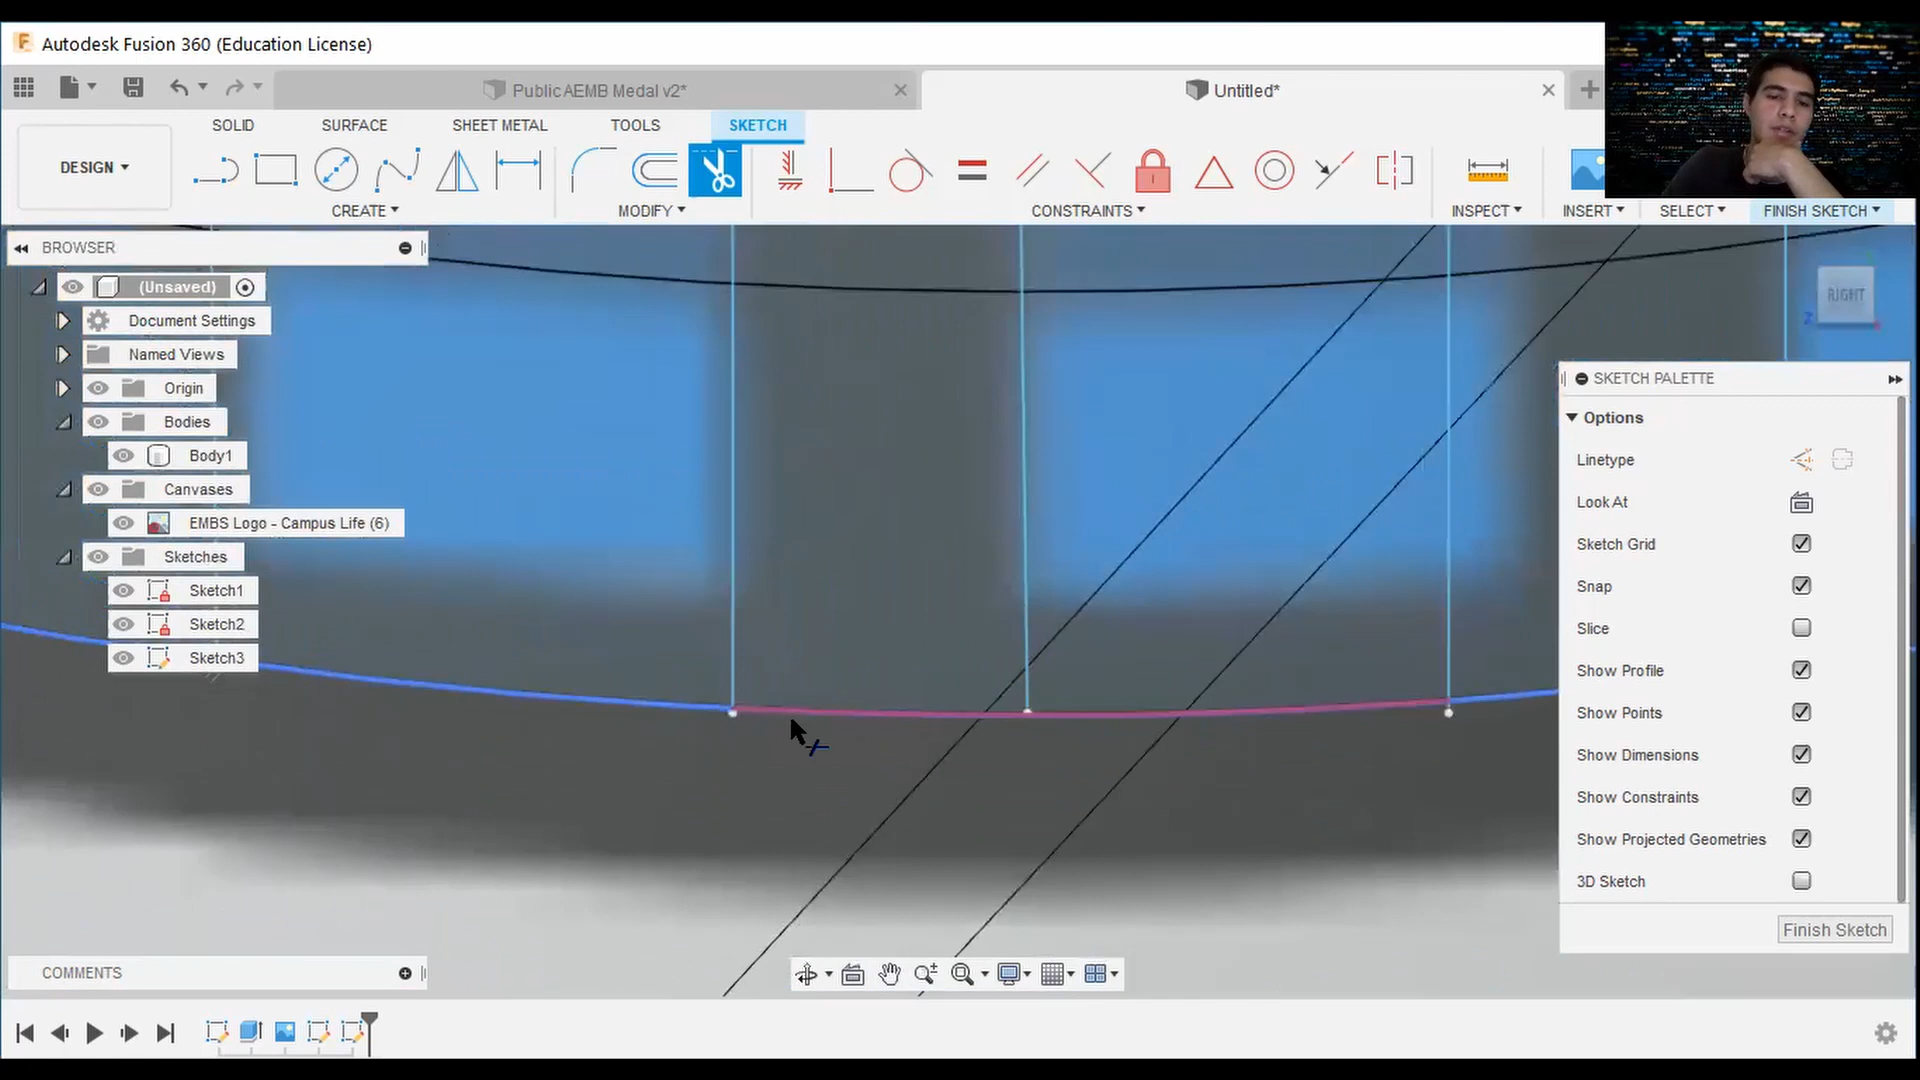 Autodesk Fusion 360 (Education License)
Public AEMB Medal v2*
Untitled*
SOLID
SURFACE
SHEET METAL
TOOLS
SKETCH
DESIGN
CREATE
MODIFY
CONSTRAINTS
INSPECT
INSERT
SELECT
FINISH SKETCH
BROWSER
(Unsaved)
Document Settings
Named Views
Origin
Bodies
Body1
Canvases
EMBS Logo - Campus Life (6)
Sketches
Sketch1
Sketch2
Sketch3
RIGHT
Z
SKETCH PALETTE
Options
Linetype
Look At
Sketch Grid
Snap
Slice
Show Profile
Show Points
Show Dimensions
Show Constraints
Show Projected Geometries
3D Sketch
Finish Sketch
COMMENTS